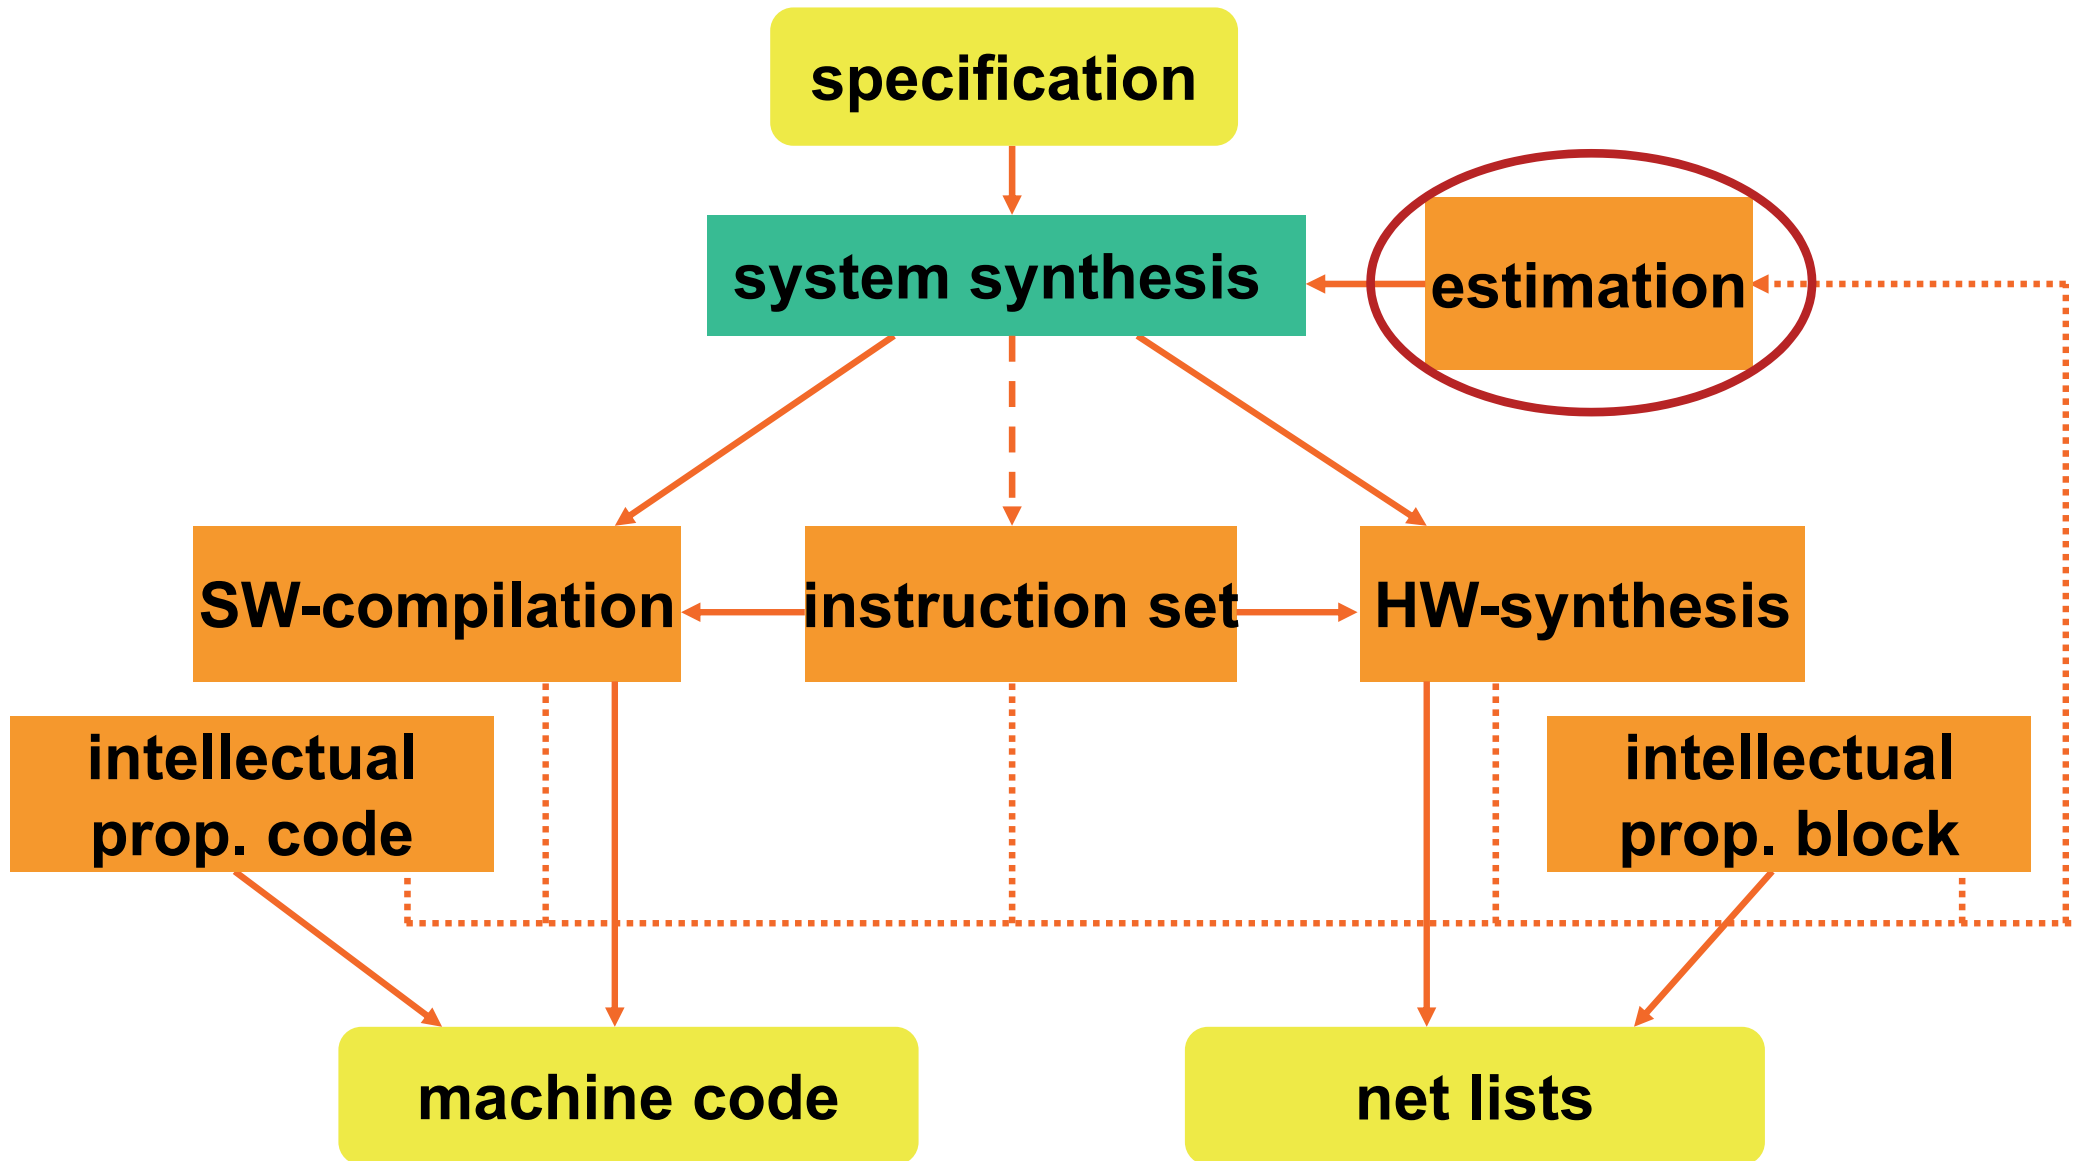 specification
system synthesis
estimation
SW-compilation
instruction set
HW-synthesis
intellectual
prop. code
intellectual
prop. block
machine code
net lists